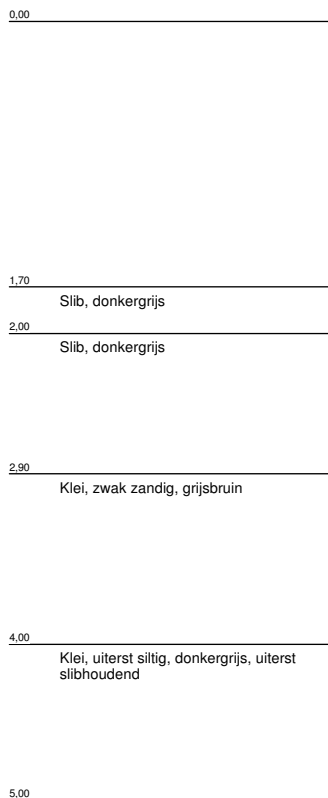 0,00
1,70
Slib, donkergrijs
2,00
Slib, donkergrijs
2,90
Klei, zwak zandig, grijsbruin
4,00
Klei, uiterst siltig, donkergrijs, uiterst
slibhoudend
5,00